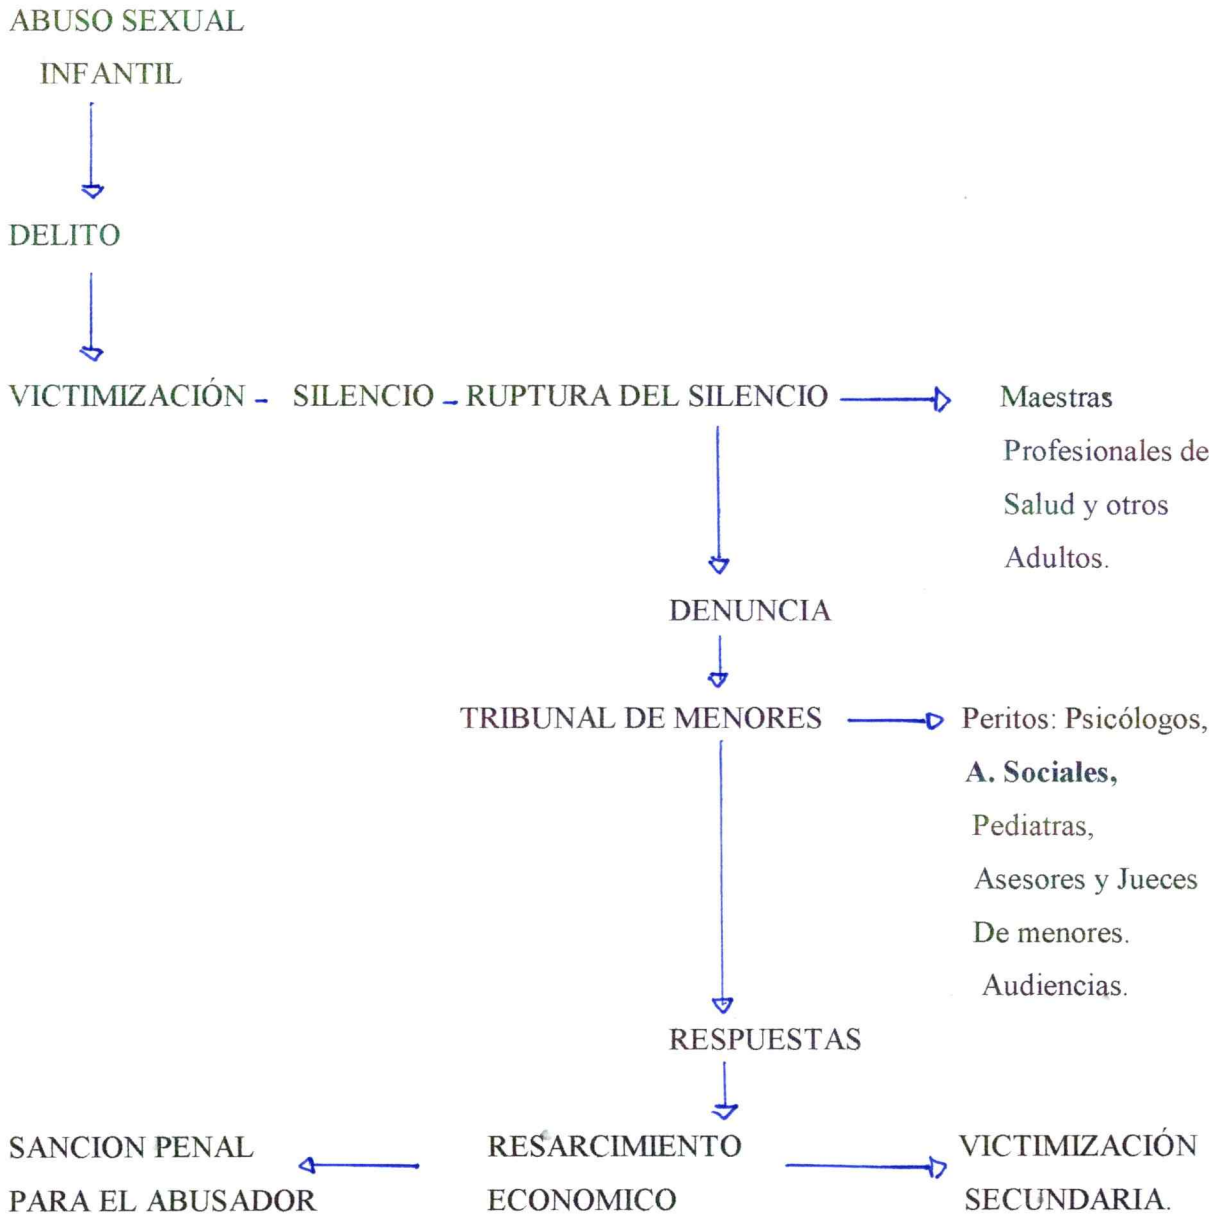 ABUSO SEXUAL
INFANTIL
DELITO
VICTIMIZACIÓN - SILENCIO - RUPTURA DEL SILENCIO
Maestras
Profesionales de
Salud y otros
Adultos.
DENUNCIA
TRIBUNAL DE MENORES
Peritos: Psicólogos,
A. Sociales,
Pediatras,
Asesores y Jueces
De menores.
Audiencias.
RESPUESTAS
SANCION PENAL
PARA EL ABUSADOR
RESARCIMIENTO
ECONOMICO
VICTIMIZACIÓN
SECUNDARIA.